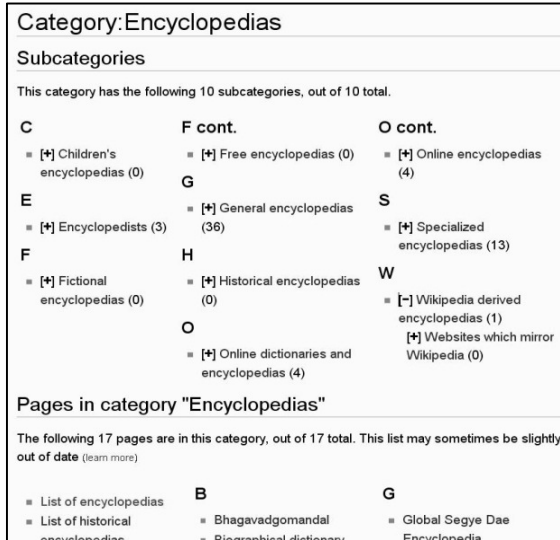 Category:Encyclopedias
Subcategories
This category has the following 10 subcategories, out of 10 total.
C
[+] Children's
encyclopedias (0)
E
[+] Encyclopedists (3)
F
[+] Fictional
encyclopedias (0)
F cont.
[+] Free encyclopedias (0)
G
[+] General encyclopedias
(36)
H
[+] Historical encyclopedias
(0)
O
[+] Online dictionaries and
encyclopedias (4)
O cont.
[+] Online encyclopedias
(4)
S
[+] Specialized
encyclopedias (13)
W
[−] Wikipedia derived
encyclopedias (1)
[+] Websites which mirror
Wikipedia (0)
Pages in category "Encyclopedias"
The following 17 pages are in this category, out of 17 total. This list may sometimes be slightly
out of date (learn more)
List of encyclopedias
List of historical
encyclopedias
B
Bhagavadgomandal
Biographical dictionary
G
Global Segye Dae
Encyclopedia